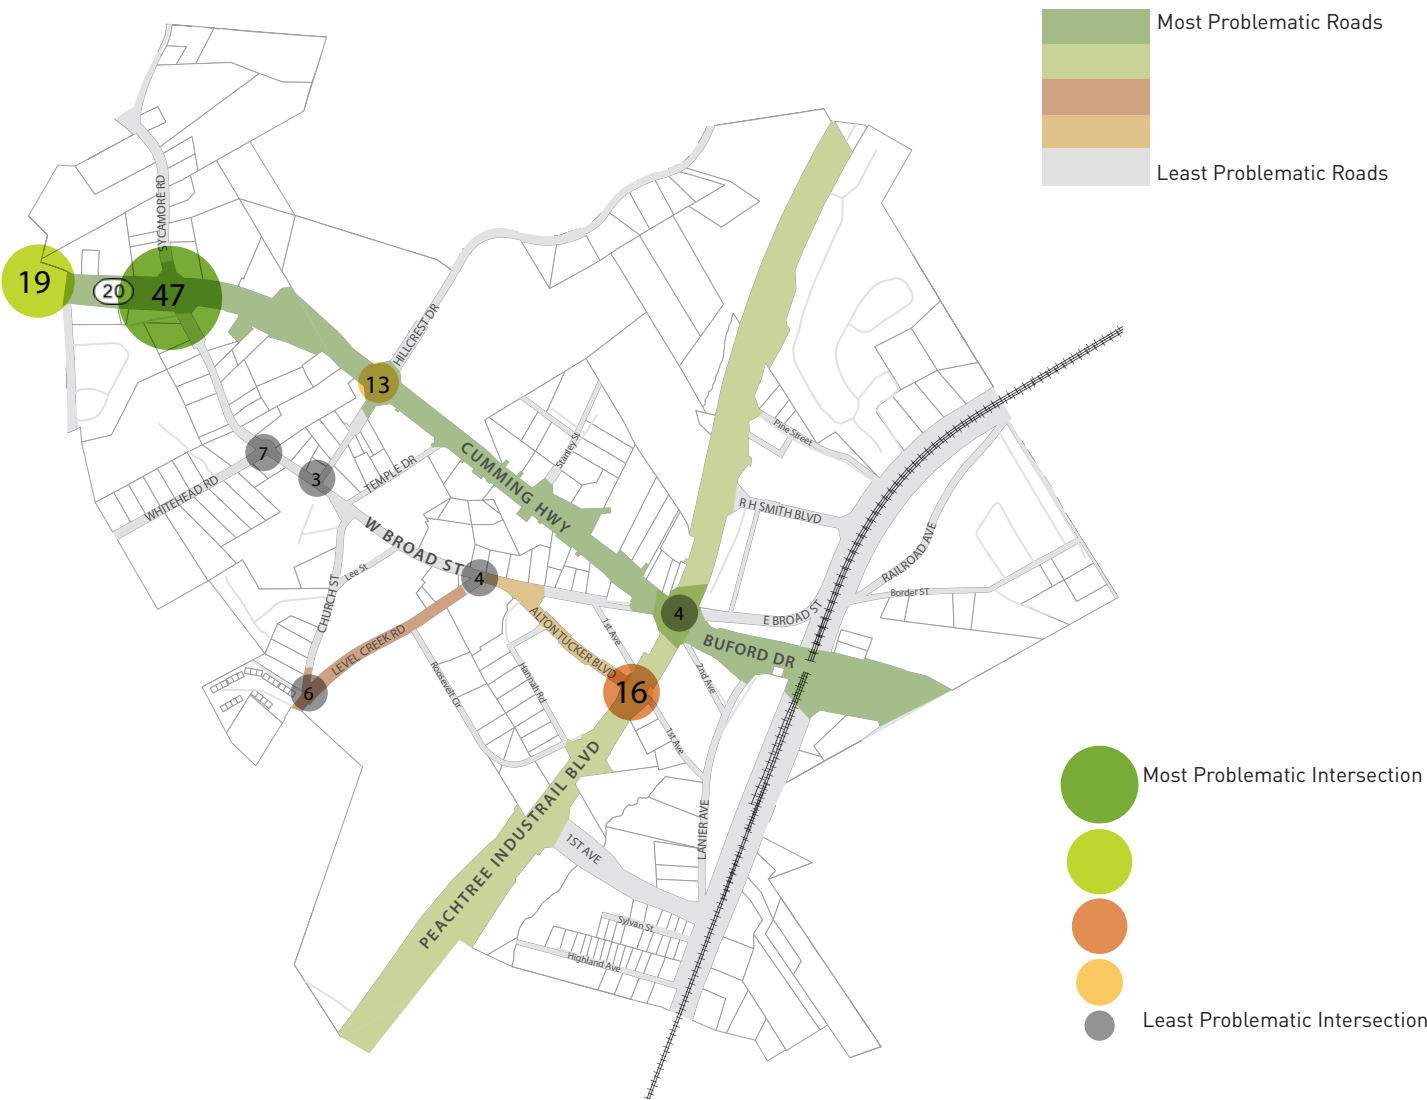 Most Problematic Roads
Least Problematic Roads
SYCAMORE RD
19
20
47
HILLCREST DR
13
CUMMING HWY
Stanley St
Pine Street
7
3
TEMPLE DR
WHITEHEAD RD
R H SMITH BLVD
W BROAD ST
RAILROAD AVE
Lee St
4
CHURCH ST
Border ST
4
E BROAD ST
ALTON TUCKER BLVD
1st Ave
LEVEL CREEK RD
BUFORD DR
Roosevelt Cir
Hannah Rd
2nd Ave
6
16
1st Ave
PEACHTREE INDUSTRAIL BLVD
LANIER AVE
1ST AVE
Sylvan St
Highland Ave
Most Problematic Intersection
Least Problematic Intersection